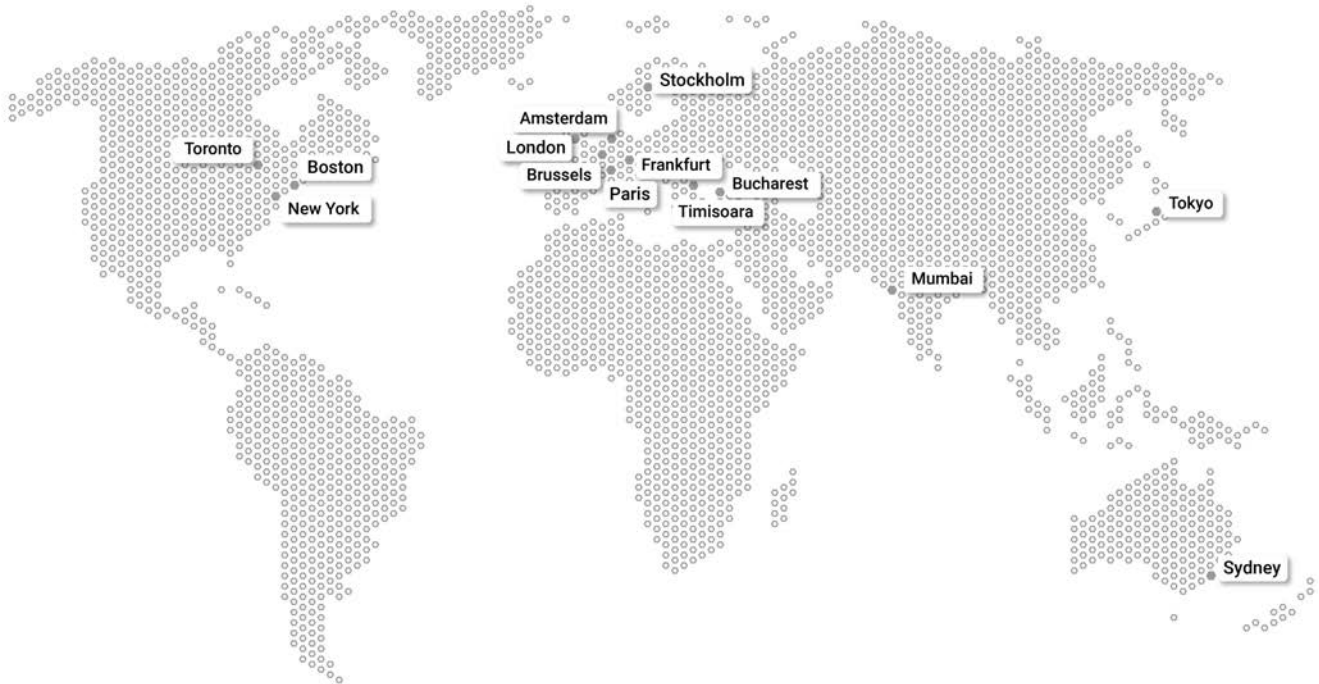 Stockholm
Amsterdam
Toronto
London
Boston
Frankfurt
Brussels
Bucharest
Paris
New York
Timisoara
Tokyo
Mumbai
Sydney